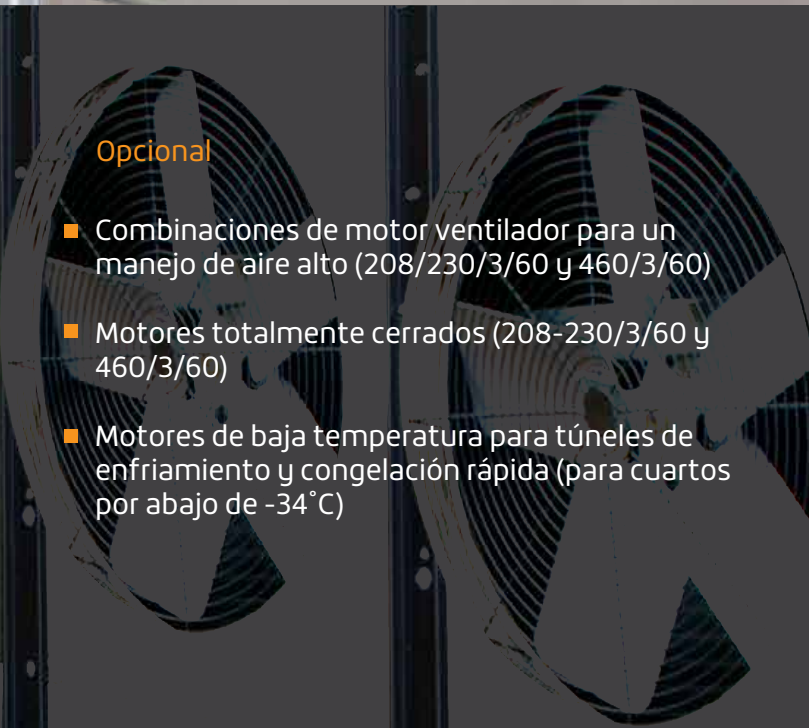 Opcional
Combinaciones de motor ventilador para un
manejo de aire alto (208/230/3/60 y 460/3/60)
Motores totalmente cerrados (208-230/3/60 y
460/3/60)
Motores de baja temperatura para túneles de
enfriamiento y congelación rápida (para cuartos
por abajo de -34°C)